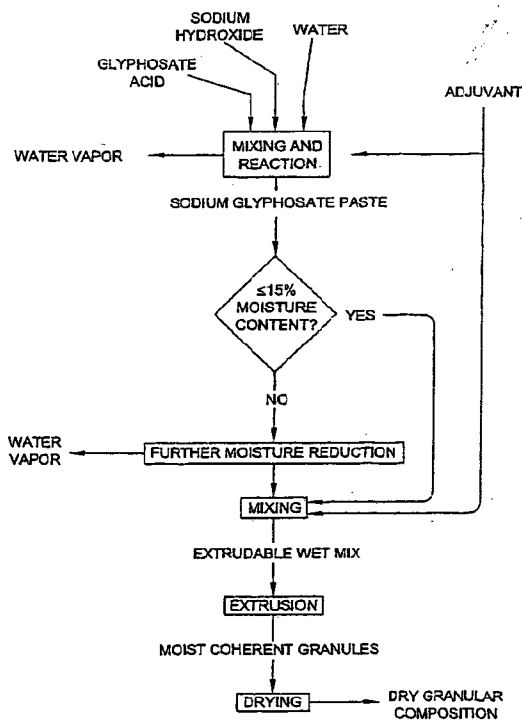 SODIUM
HYDROXIDE
WATER
GLYPHOSATE
ACID
ADJUVANT
MIXING AND
REACTION
WATER VAPOR
SODIUM GLYPHOSATE PASTE
≤15%
MOISTURE
CONTENT?
YES
NO
WATER
VAPOR
FURTHER MOISTURE REDUCTION
MIXING
EXTRUDABLE WET MIX
EXTRUSION
MOIST COHERENT GRANULES
DRYING
DRY GRANULAR
COMPOSITION